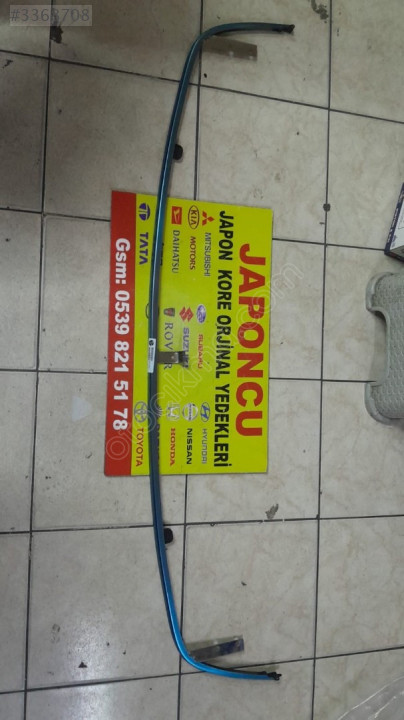 #3363708
JAPONCU
JAPON KORE ORJİNAL YEDEKLERİ
MITSUBISHI
SUBARU
HYUNDAI
KIA MOTORS
SUZUKI
NISSAN
DAIHATSU
ROVER
HONDA
TATA
TOYOTA
Gsm: 0539 821 51 78